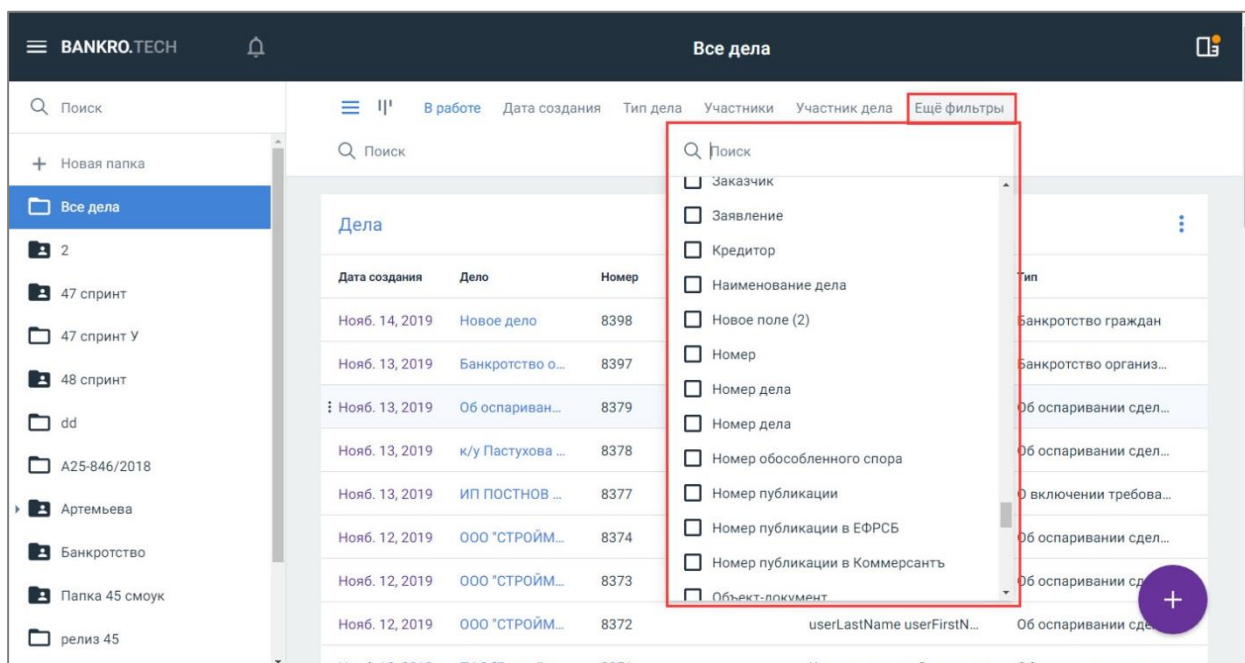 BANKRO.TECH
Все дела
Поиск
В работе Дата создания Тип дела Участники Участник дела Ещё фильтры
Поиск
Поиск
Новая папка
Все дела
2
47 спринт
47 спринт У
48 спринт
dd
А25-846/2018
Артемьева
Банкротство
Папка 45 смоук
релиз 45
Заказчик
Заявление
Кредитор
Наименование дела
Новое поле (2)
Номер
Номер дела
Номер дела
Номер обособленного спора
Номер публикации
Номер публикации в ЕФРСБ
Номер публикации в Коммерсантъ
Объект-документ
Дела
Дата создания Дело Номер Тип
Нояб. 14, 2019 Новое дело 8398 Банкротство граждан
Нояб. 13, 2019 Банкротство о... 8397 Банкротство организ...
Нояб. 13, 2019 Об оспариван... 8379 Об оспаривании сдел...
Нояб. 13, 2019 к/у Пастухова ... 8378 Об оспаривании сдел...
Нояб. 13, 2019 ИП ПОСТНОВ ... 8377 О включении требова...
Нояб. 12, 2019 ООО "СТРОЙМ... 8374 Об оспаривании сдел...
Нояб. 12, 2019 ООО "СТРОЙМ... 8373 Об оспаривании сд
Нояб. 12, 2019 ООО "СТРОЙМ... 8372 userLastName userFirstN... Об оспаривании сде